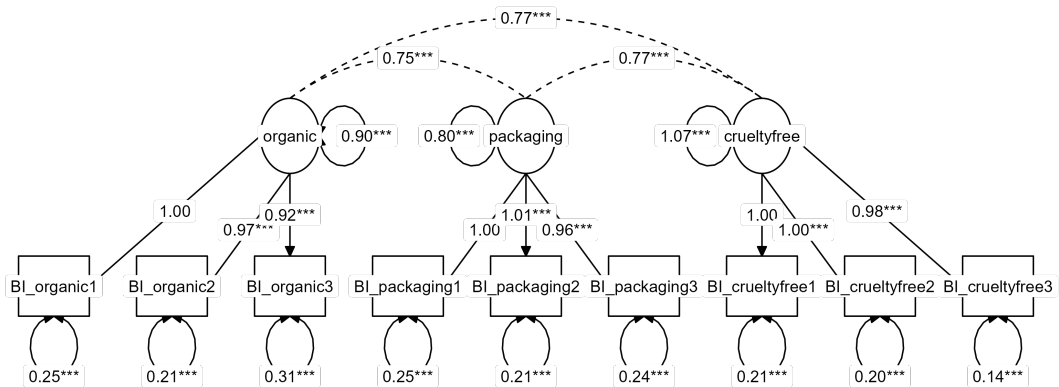 0.77***
0.75***
0.77***
organic
0.90***
0.80***
packaging
1.07***
crueltyfree
1.00
0.97***
0.92***
1.00
1.01***
0.96***
1.00
1.00***
0.98***
BI_organic1
BI_organic2
BI_organic3
BI_packaging1
BI_packaging2
BI_packaging3
BI_crueltyfree1
BI_crueltyfree2
BI_crueltyfree3
0.25***
0.21***
0.31***
0.25***
0.21***
0.24***
0.21***
0.20***
0.14***